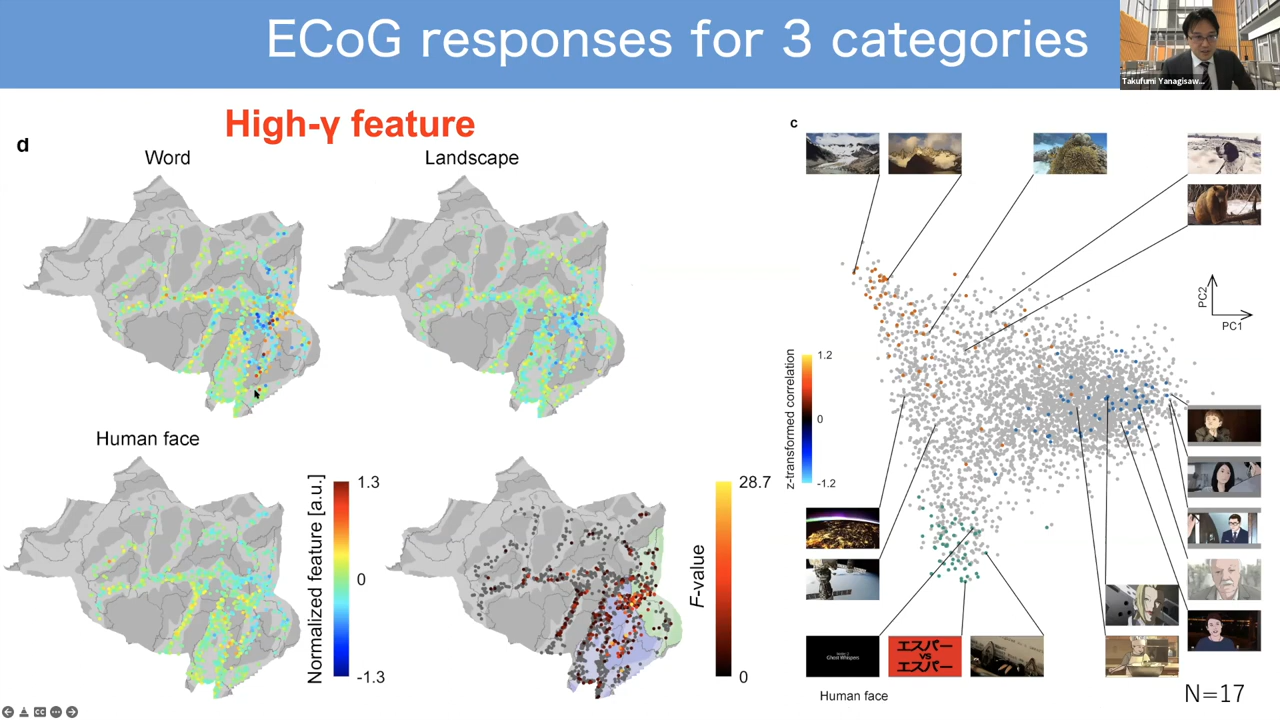 ECoG responses for 3 categories
Takufumi Yanagisaw...
High-γ feature
d
Word
Landscape
Human face
Normalized feature [a.u.]
1.3
0
-1.3
28.7
F-value
0
c
PC2
PC1
z-transformed correlation
1.2
0
-1.2
Ghost Whispers
エスパー
vs
エスパー
Human face
N=17